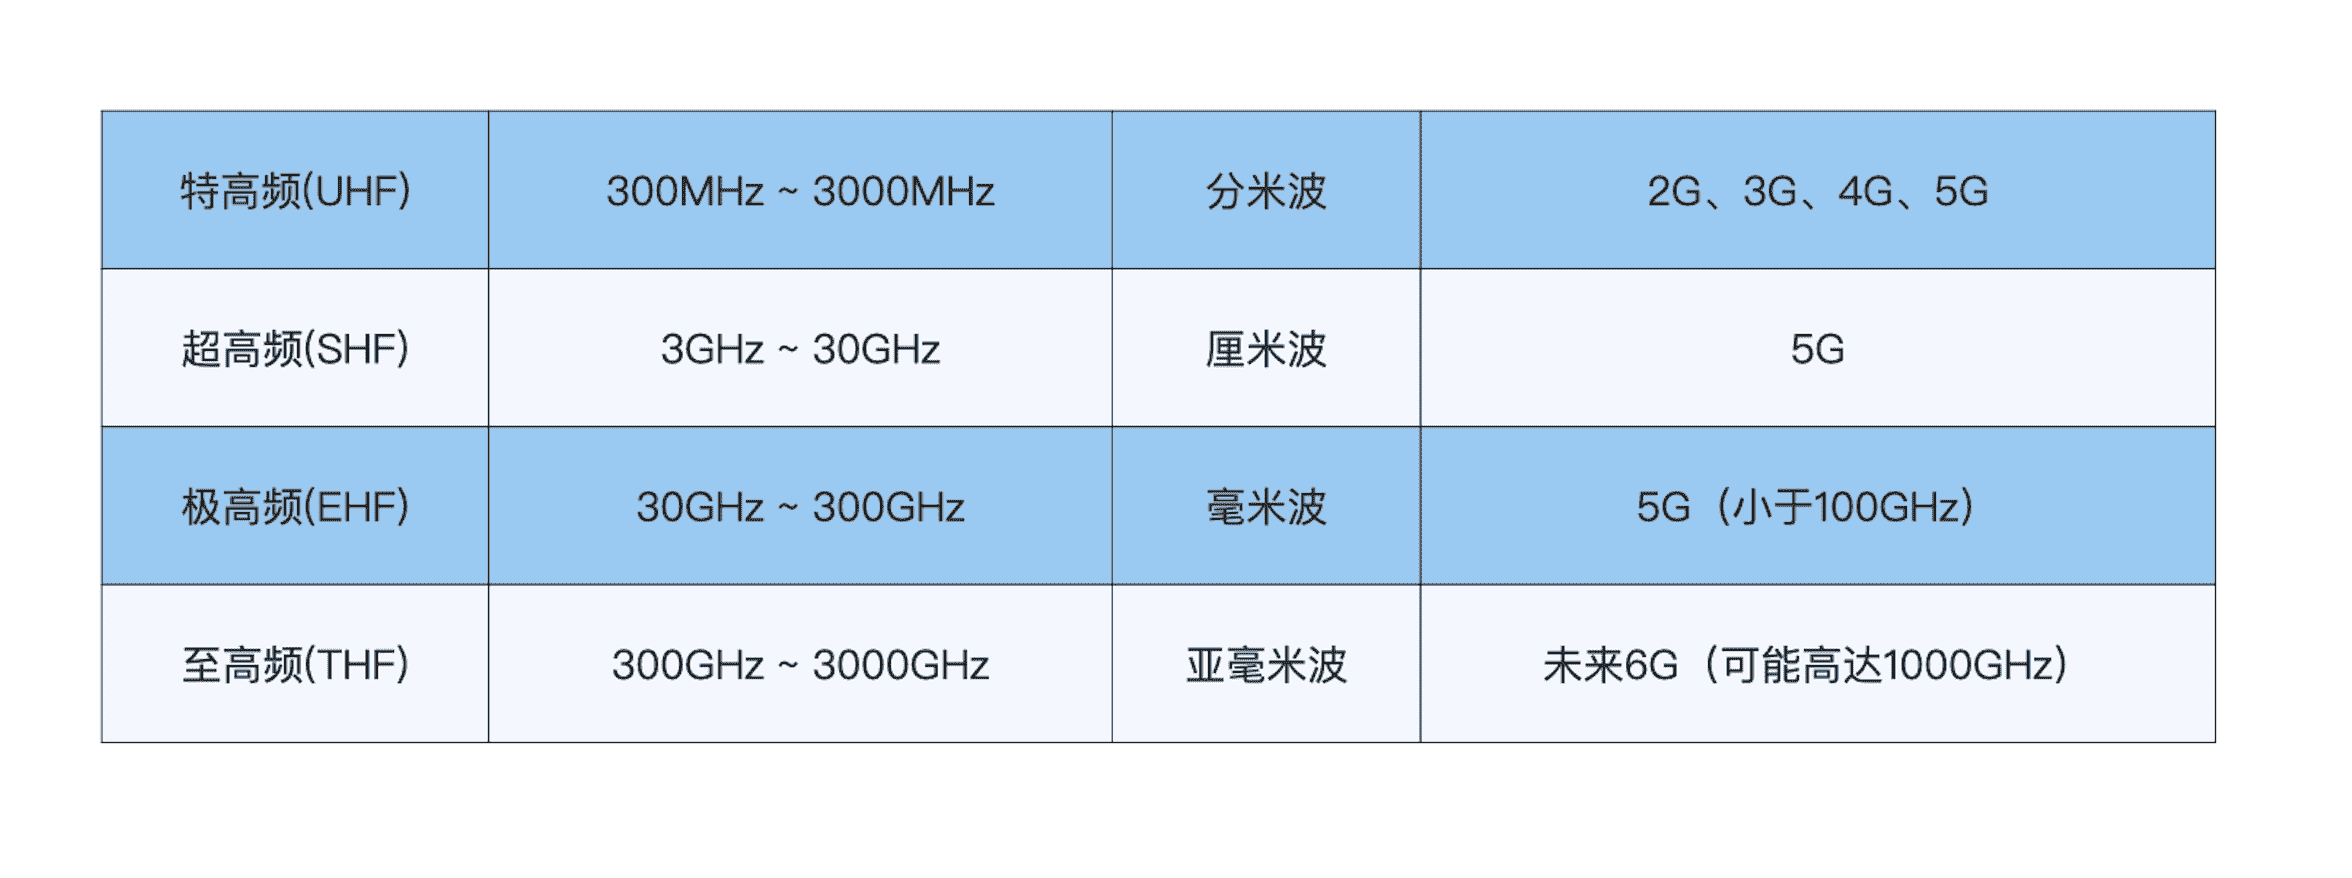 特高频(UHF) 300MHz ~ 3000MHz 分米波 2G、3G、4G、5G
超高频(SHF) 3GHz ~ 30GHz 厘米波 5G
极高频(EHF) 30GHz ~ 300GHz 毫米波 5G（小于100GHz）
至高频(THF) 300GHz ~ 3000GHz 亚毫米波 未来6G（可能高达1000GHz）